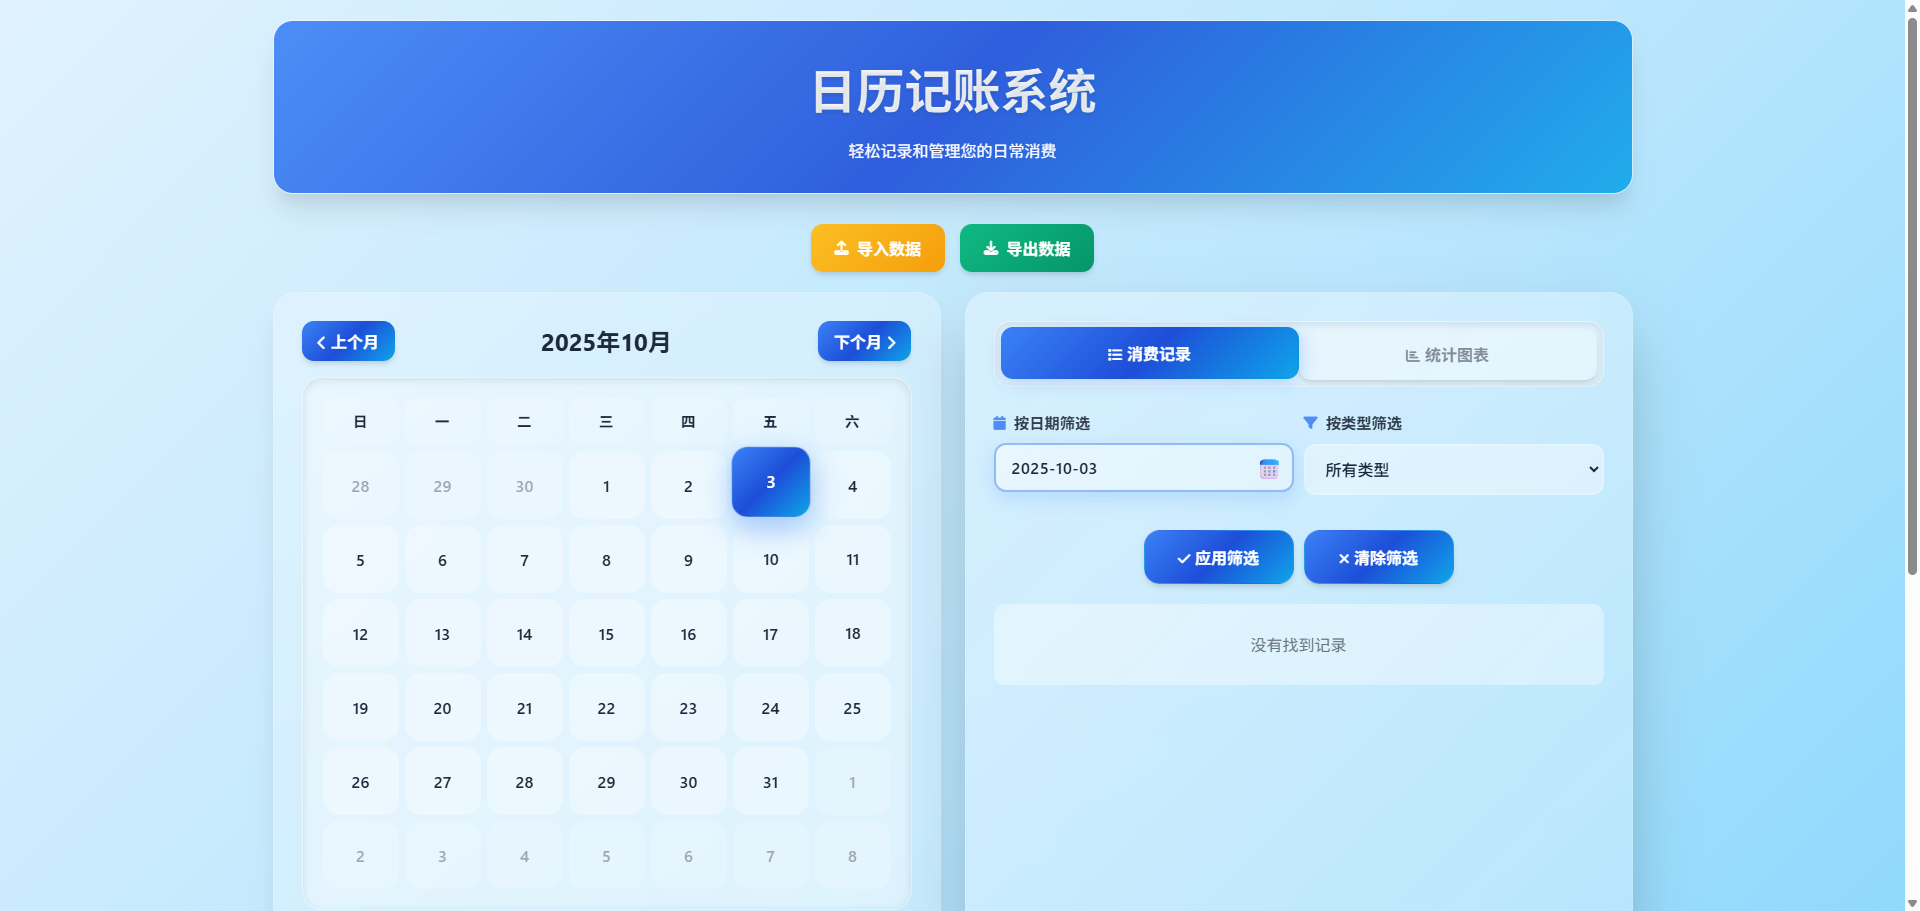 日历记账系统
轻松记录和管理您的日常消费
导入数据 导出数据
上个月 2025年10月 下个月
日 一 二 三 四 五 六
28 29 30 1 2 3 4
5 6 7 8 9 10 11
12 13 14 15 16 17 18
19 20 21 22 23 24 25
26 27 28 29 30 31 1
2 3 4 5 6 7 8
消费记录 统计图表
按日期筛选 按类型筛选
2025-10-03 所有类型
应用筛选 清除筛选
没有找到记录